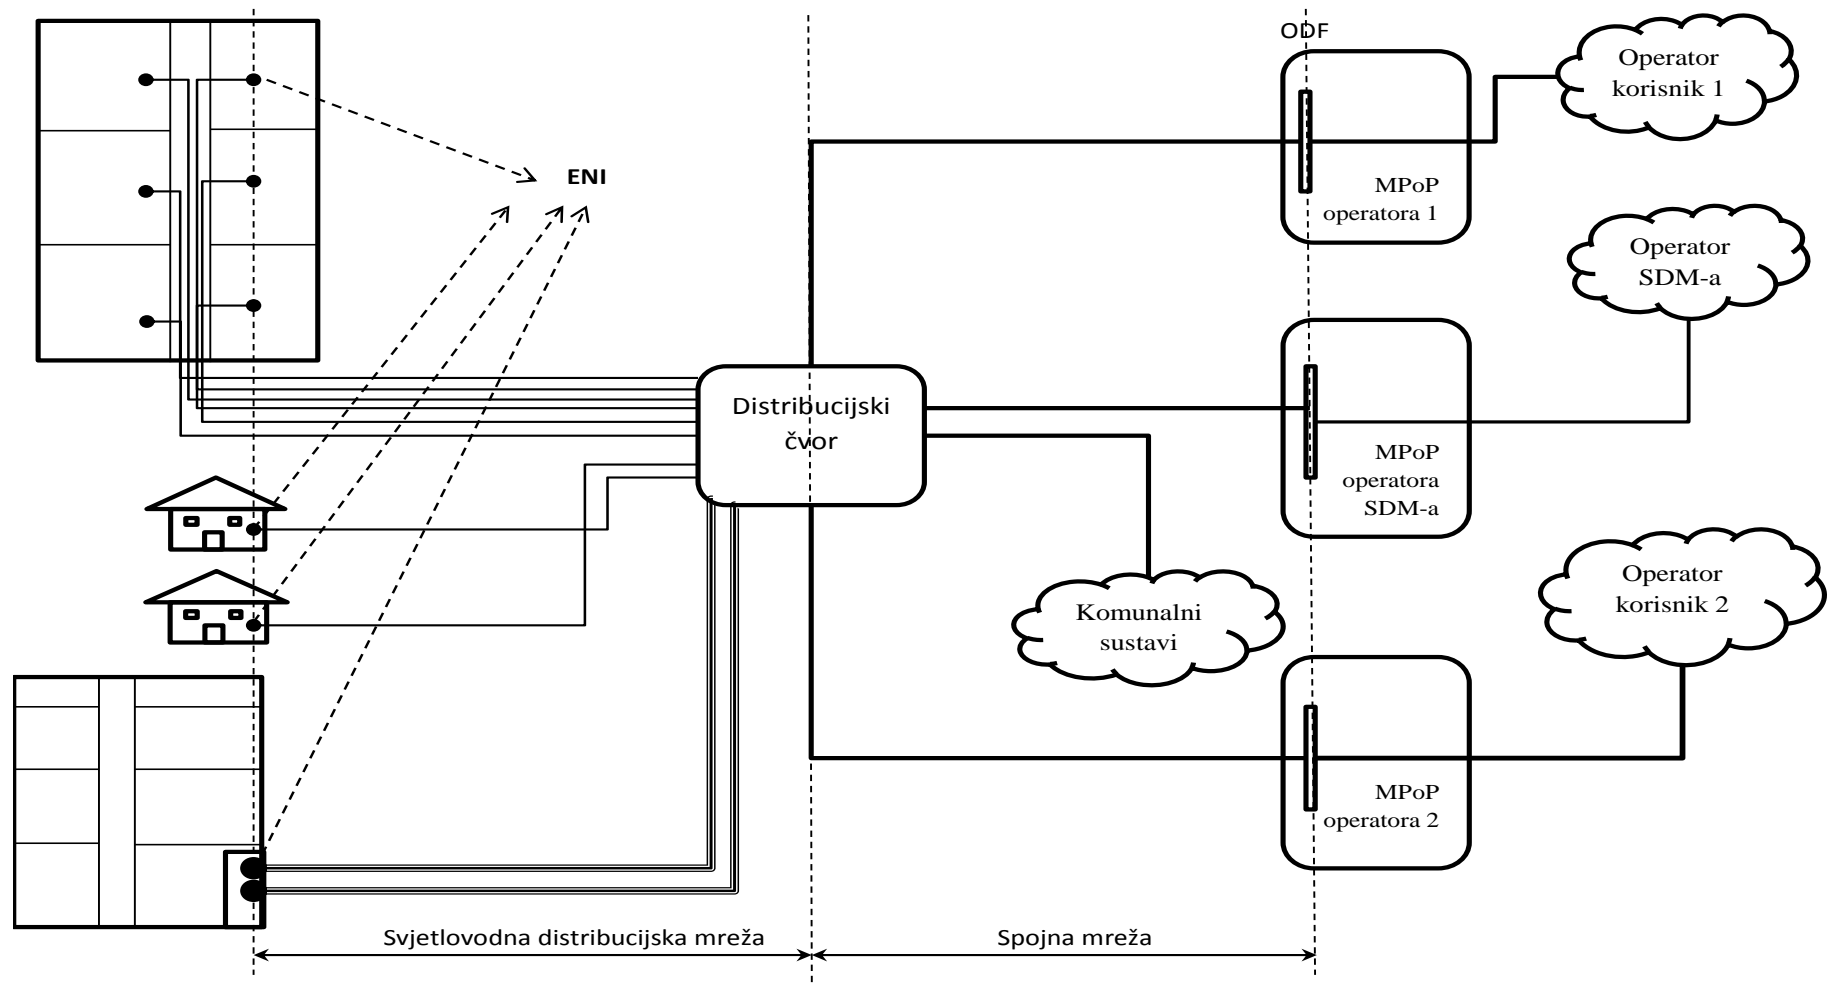 ODF
Operator
korisnik 1
ENI
MPoP
operatora 1
Operator
SDM-a
Distribucijski
čvor
MPoP
operatora
SDM-a
Operator
korisnik 2
Komunalni
sustavi
MPoP
operatora 2
Svjetlovodna distribucijska mreža
Spojna mreža